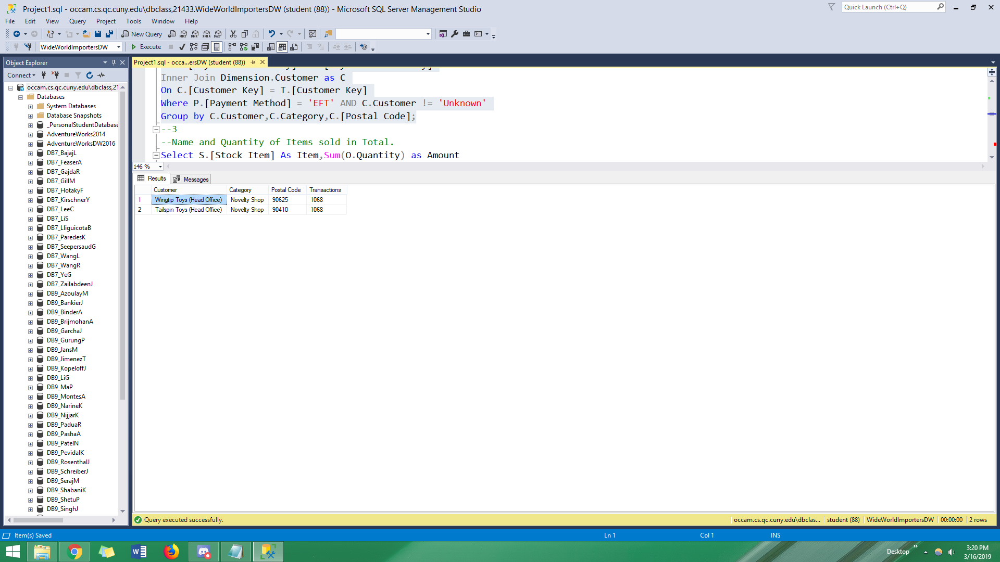 Project1.sql - occam.cs.qc.cuny.edu\dbclass,21433.WideWorldImportersDW (student (88)) - Microsoft SQL Server Management Studio
Quick Launch (Ctrl+Q)
File Edit View Query Project Tools Window Help
New Query
MDX DMX XMLA DAX
WideWorldImportersDW
Execute
Object Explorer
Project1.sql - occa...ersDW (student (88))
Connect
occam.cs.qc.cuny.edu\dbclass,21
Databases
System Databases
Database Snapshots
_PersonalStudentDatabase
AdventureWorks2014
AdventureWorksDW2016
DB7_BajajL
DB7_FeaserA
DB7_GajdaR
DB7_GillM
DB7_HotakyF
DB7_KirschnerY
DB7_LeeC
DB7_LiS
DB7_LliguicotaB
DB7_ParedesK
DB7_SeepersaudG
DB7_WangL
DB7_WangR
DB7_YeG
DB7_ZailabdeenJ
DB9_AzoulayM
DB9_BankierJ
DB9_BinderA
DB9_BrijmohanA
DB9_GarchaJ
DB9_GurungP
DB9_JansM
DB9_JimenezT
DB9_KopeloffJ
DB9_LiG
DB9_MaP
DB9_MontesA
DB9_NarineK
DB9_NijjarK
DB9_PaduaR
DB9_PashaA
DB9_PatelN
DB9_PevidalK
DB9_RosenthalJ
DB9_SchreiberJ
DB9_SerajM
DB9_ShabaniK
DB9_ShetuP
DB9_SinghJ
Inner Join Dimension.Customer as C
On C.[Customer Key] = T.[Customer Key]
Where P.[Payment Method] = 'EFT' AND C.Customer != 'Unknown'
Group by C.Customer,C.Category,C.[Postal Code];
--3
--Name and Quantity of Items sold in Total.
Select S.[Stock Item] As Item,Sum(O.Quantity) as Amount
146 %
Results Messages
Customer Category Postal Code Transactions
1 Wingtip Toys (Head Office) Novelty Shop 90625 1068
2 Tailspin Toys (Head Office) Novelty Shop 90410 1068
Query executed successfully.
occam.cs.qc.cuny.edu\dbclas... student (88) WideWorldImportersDW 00:00:00 2 rows
Item(s) Saved Ln 1 Col 1 INS
Desktop
3:20 PM
3/16/2019